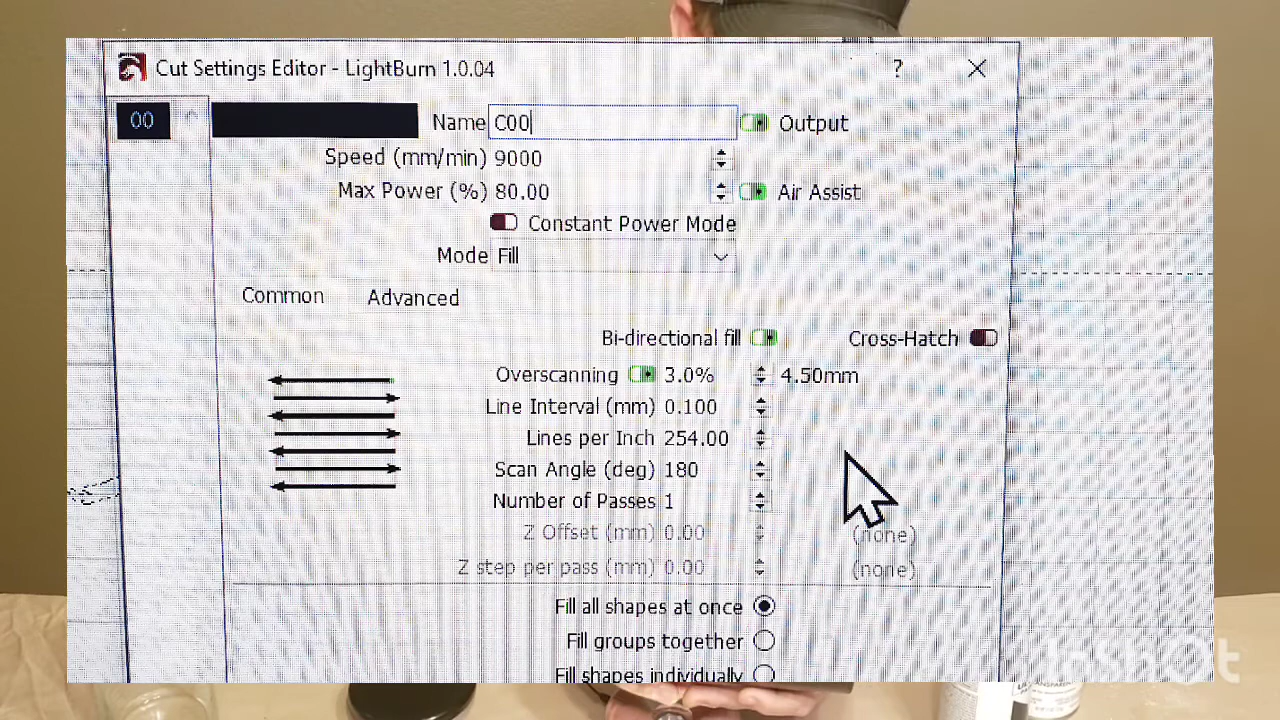 Cut Settings Editor - LightBurn 1.0.04 ?
00 Name C00 Output
Speed (mm/min) 9000
Max Power (%) 80.00 Air Assist
Constant Power Mode
Mode Fill
Common Advanced
Bi-directional fill Cross-Hatch
Overscanning 3.0% 4.50mm
Line Interval (mm) 0.100
Lines per Inch 254.00
Scan Angle (deg) 180
Number of Passes 1
Z Offset (mm) 0.00 (none)
Z step per pass (mm) 0.00 (none)
Fill all shapes at once
Fill groups together
Fill shapes individually